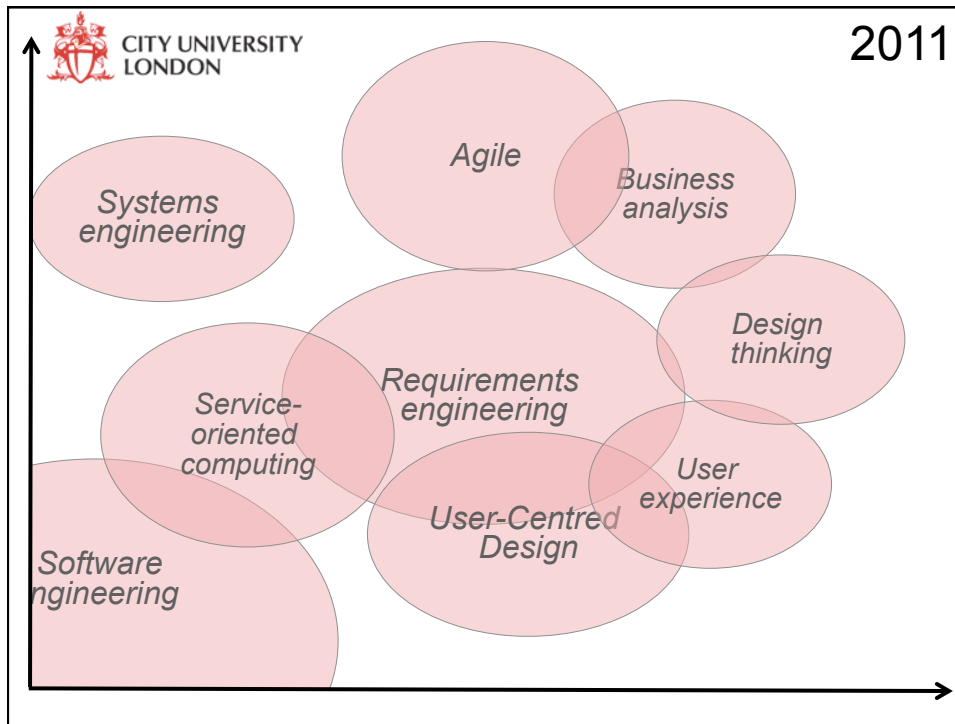 CITY UNIVERSITY
LONDON
2011
Agile
Business
analysis
Systems
engineering
Design
thinking
Requirements
engineering
Service-
oriented
computing
User
experience
User-Centred
Design
Software
ngineering